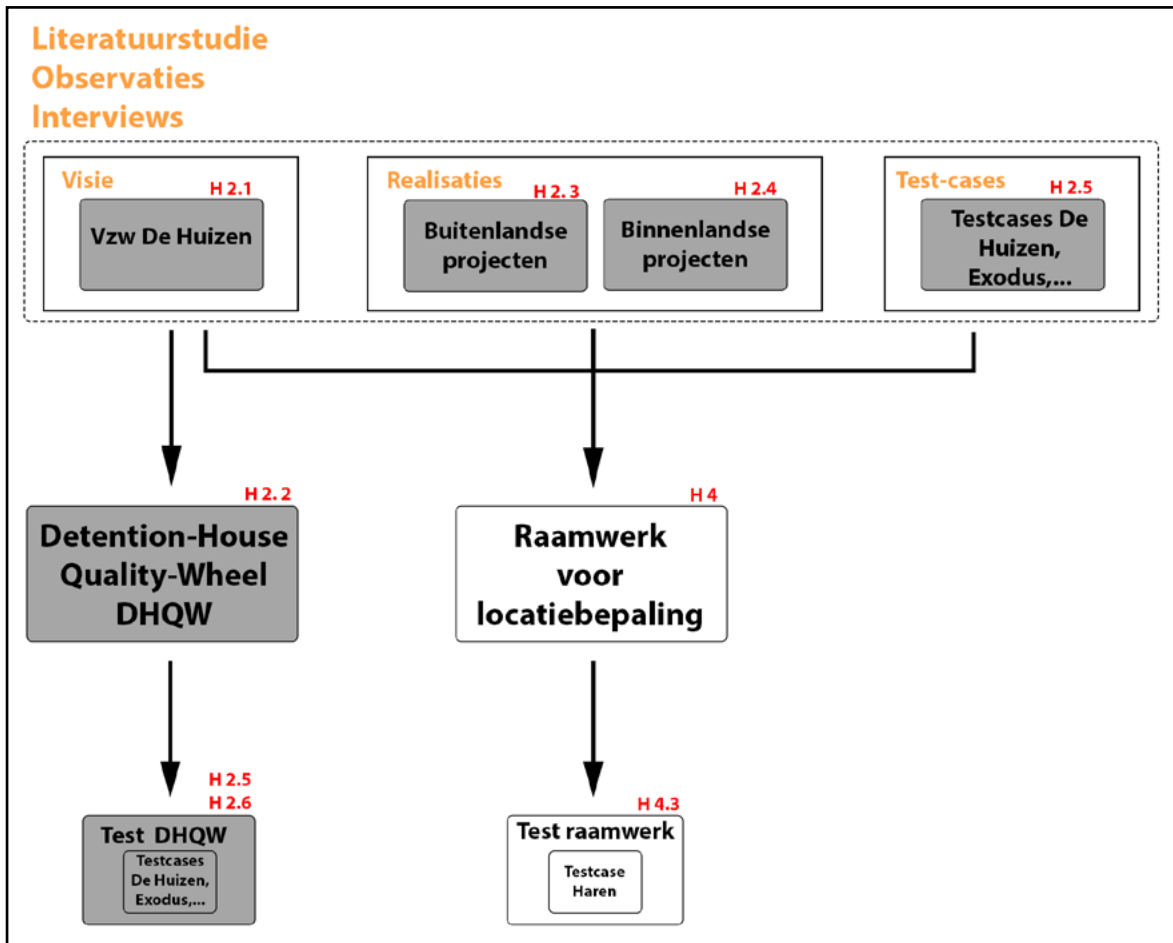 Literatuurstudie
Observaties
Interviews
Visie
H 2.1
Vzw De Huizen
Realisaties
H 2. 3
Buitenlandse
projecten
H 2.4
Binnenlandse
projecten
Test-cases
H 2.5
Testcases De
Huizen,
Exodus,...
H 2. 2
Detention-House
Quality-Wheel
DHQW
H 4
Raamwerk
voor
locatiebepaling
H 2.5
H 2.6
Test DHQW
Testcases
De Huizen,
Exodus,...
H 4.3
Test raamwerk
Testcase
Haren